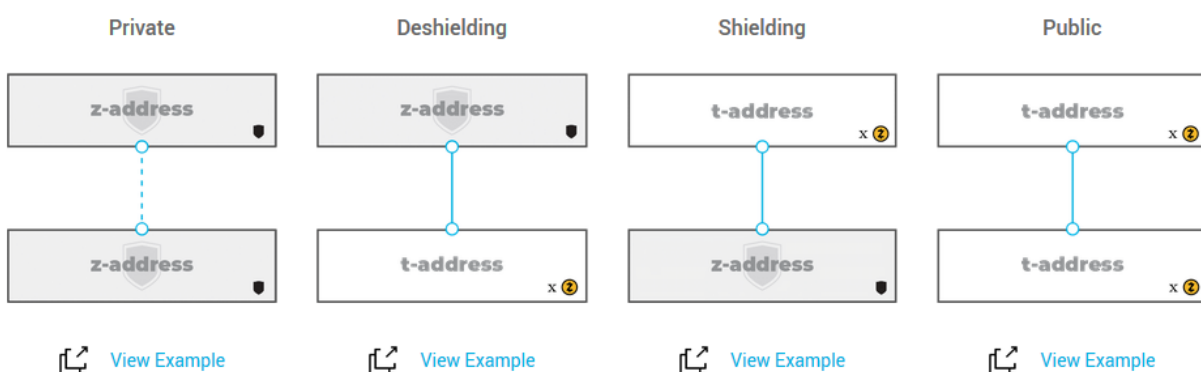 Private
Deshielding
Shielding
Public
z-address
z-address
t-address
x
t-address
x
z-address
t-address
x
z-address
t-address
x
View Example
View Example
View Example
View Example